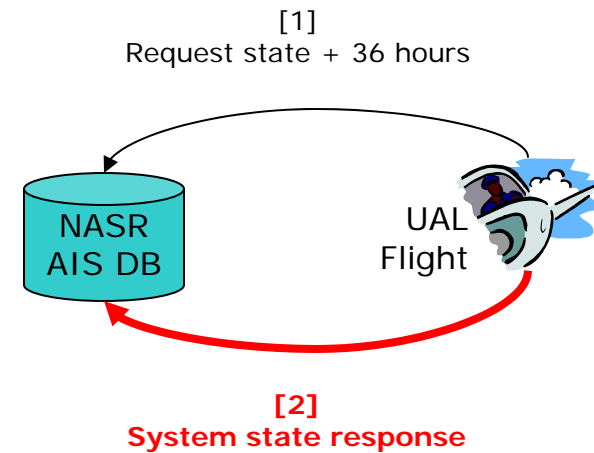 [1]
Request state + 36 hours
NASR
AIS DB
UAL
Flight
[2]
System state response